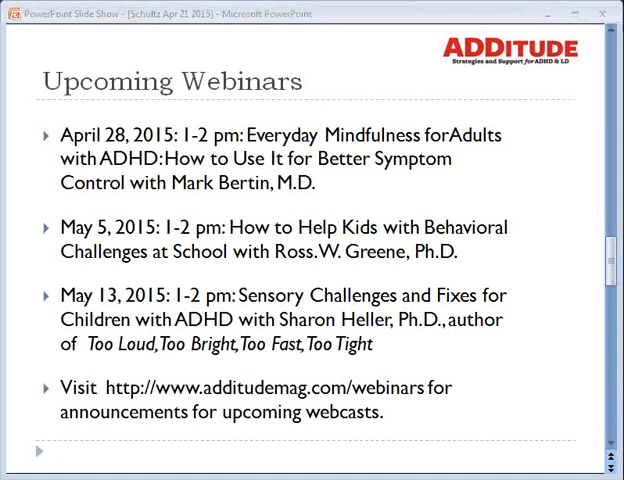 PowerPoint Slide Show - [Schultz Apr 21 2015] - Microsoft PowerPoint
ADDITUDE
Strategies and Support for ADHD & LD
Upcoming Webinars
April 28, 2015: 1-2 pm: Everyday Mindfulness for Adults
with ADHD: How to Use It for Better Symptom
Control with Mark Bertin, M.D.
May 5, 2015: 1-2 pm: How to Help Kids with Behavioral
Challenges at School with Ross. W. Greene, Ph.D.
May 13, 2015: 1-2 pm: Sensory Challenges and Fixes for
Children with ADHD with Sharon Heller, Ph.D., author
of Too Loud, Too Bright, Too Fast, Too Tight
Visit http://www.additudemag.com/webinars for
announcements for upcoming webcasts.